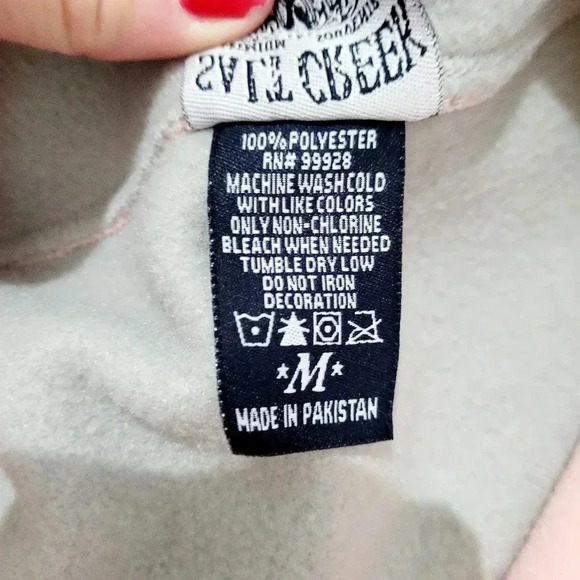 SALT CREEK
100% POLYESTER
RN# 99928
MACHINE WASH COLD
WITH LIKE COLORS
ONLY NON-CHLORINE
BLEACH WHEN NEEDED
TUMBLE DRY LOW
DO NOT IRON
DECORATION
*M*
MADE IN PAKISTAN